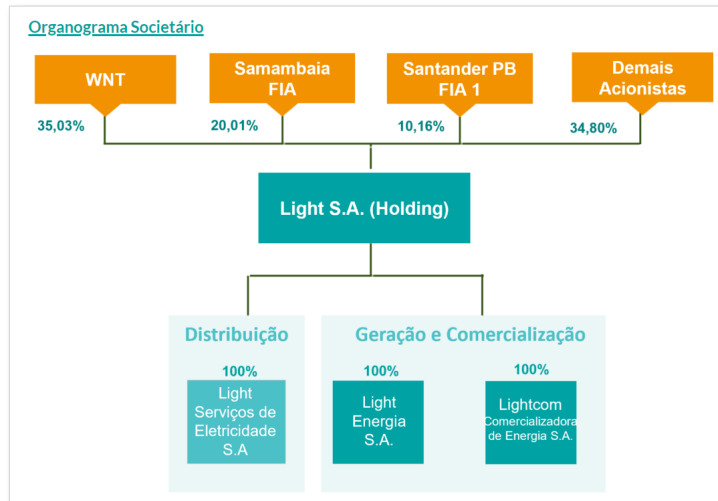 Organograma Societário
WNT
Samambaia
FIA
Santander PB
FIA 1
Demais
Acionistas
35,03%
20,01%
10,16%
34,80%
Light S.A. (Holding)
Distribuição
Geração e Comercialização
100%
100%
100%
Light
Serviços de
Eletricidade
S.A
Light
Energia
S.A.
Lightcom
Comercializadora
de Energia S.A.